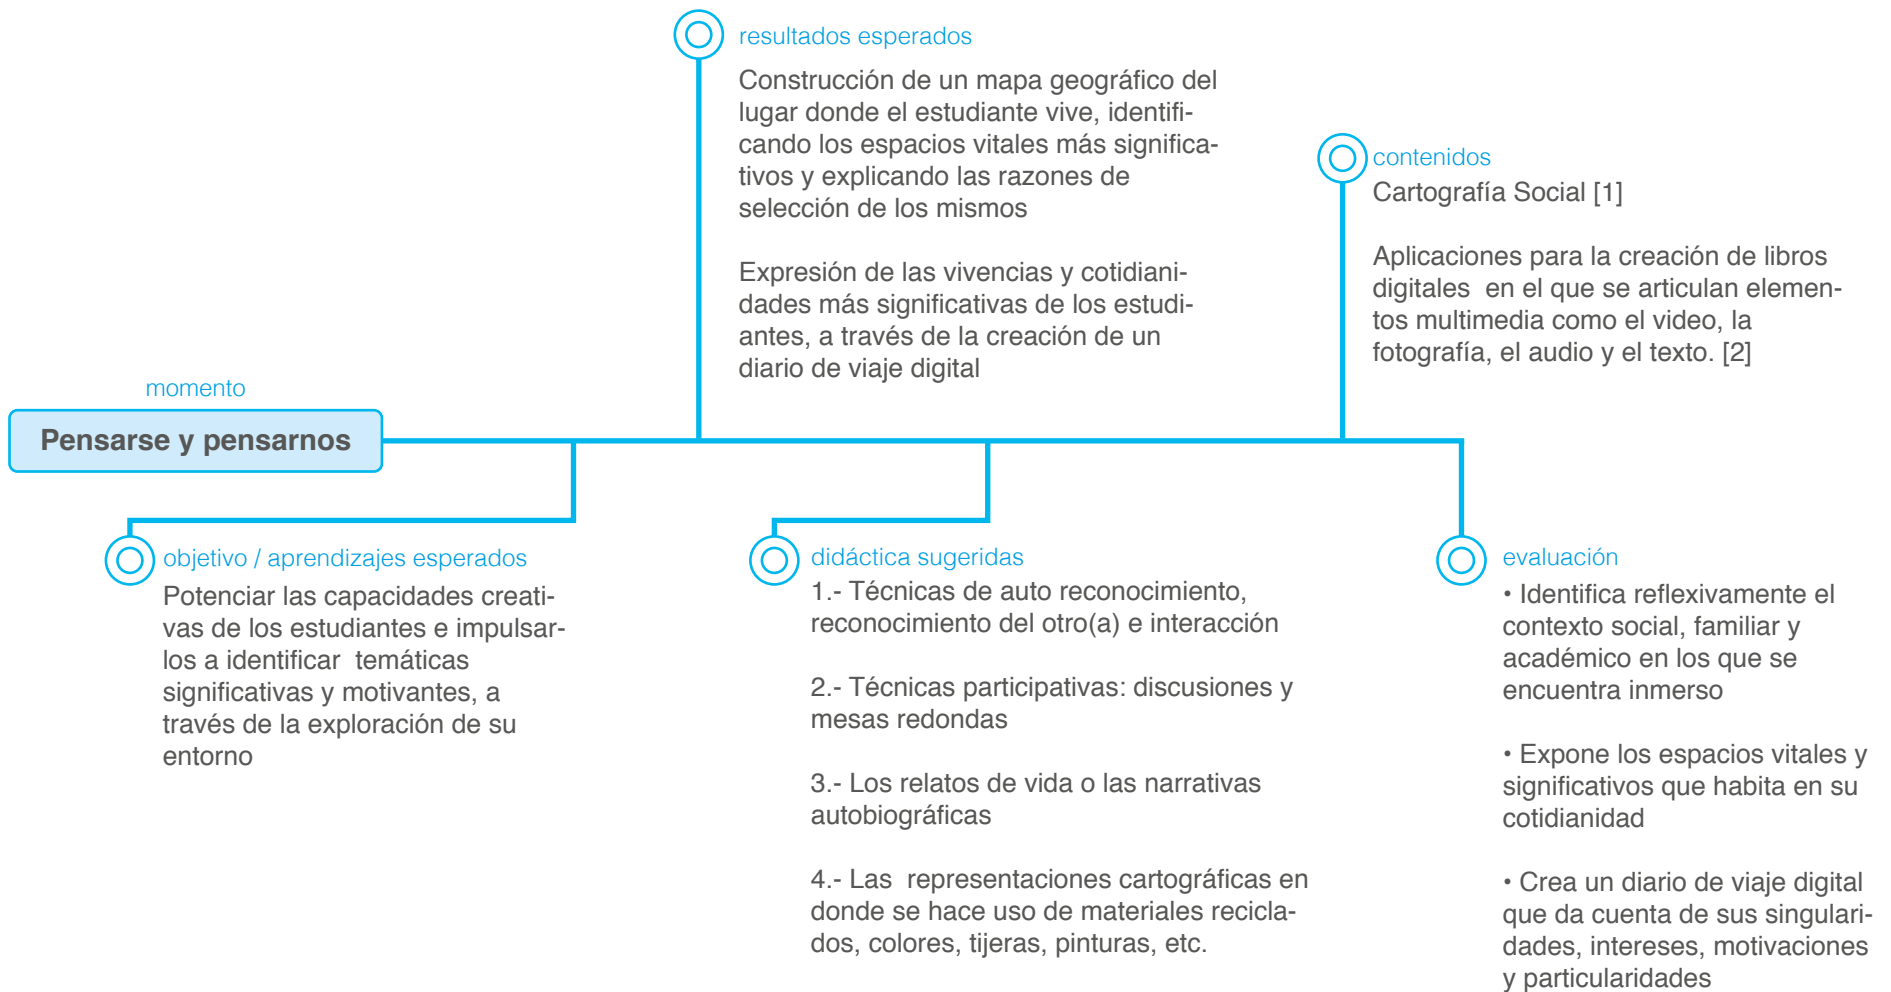 resultados esperados
Construcción de un mapa geográfico del
lugar donde el estudiante vive, identifi-
cando los espacios vitales más significa-
tivos y explicando las razones de
selección de los mismos
Expresión de las vivencias y cotidiani-
dades más significativas de los estudi-
antes, a través de la creación de un
diario de viaje digital
contenidos
Cartografía Social [1]
Aplicaciones para la creación de libros
digitales  en el que se articulan elemen-
tos multimedia como el video, la
fotografía, el audio y el texto. [2]
momento
Pensarse y pensarnos
objetivo / aprendizajes esperados
Potenciar las capacidades creati-
vas de los estudiantes e impulsar-
los a identificar  temáticas
significativas y motivantes, a
través de la exploración de su
entorno
didáctica sugeridas
1.- Técnicas de auto reconocimiento,
reconocimiento del otro(a) e interacción
2.- Técnicas participativas: discusiones y
mesas redondas
3.- Los relatos de vida o las narrativas
autobiográficas
4.- Las  representaciones cartográficas en
donde se hace uso de materiales recicla-
dos, colores, tijeras, pinturas, etc.
evaluación
• Identifica reflexivamente el
contexto social, familiar y
académico en los que se
encuentra inmerso
• Expone los espacios vitales y
significativos que habita en su
cotidianidad
• Crea un diario de viaje digital
que da cuenta de sus singulari-
dades, intereses, motivaciones
y particularidades